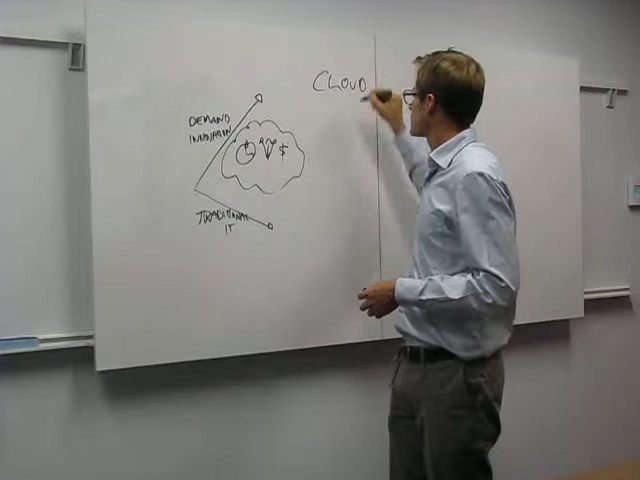 CLOUD
DEMAND
INNOVATION
$
TRADITIONAL
IT